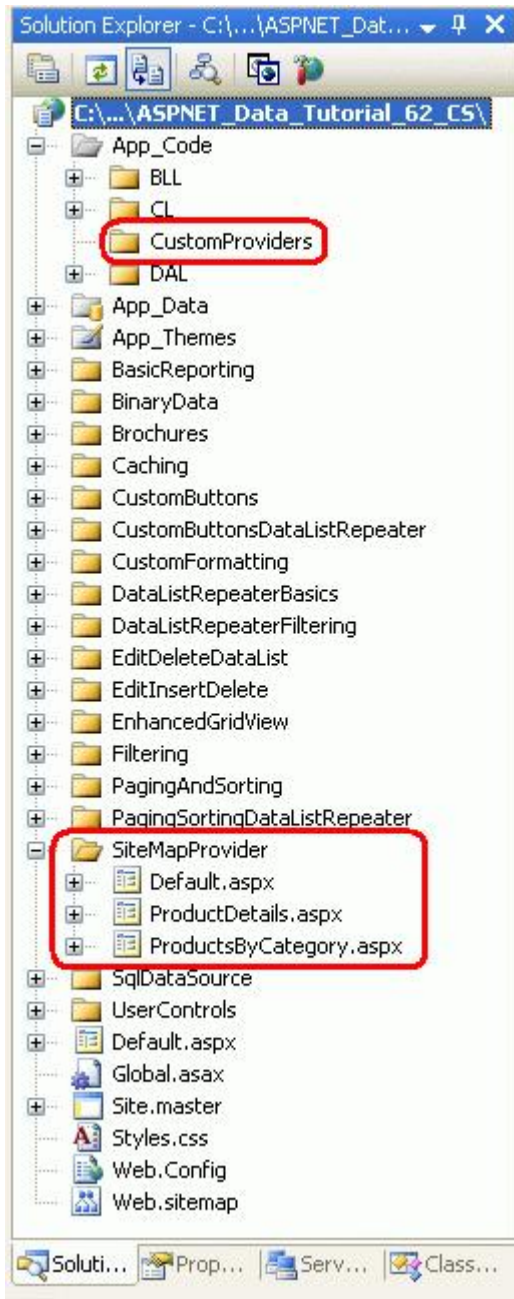 Solution Explorer - C:\...\ASPNET_Dat...
C:\...\ASPNET_Data_Tutorial_62_CS\
App_Code
BLL
CL
CustomProviders
DAL
App_Data
App_Themes
BasicReporting
BinaryData
Brochures
Caching
CustomButtons
CustomButtonsDataListRepeater
CustomFormatting
DataListRepeaterBasics
DataListRepeaterFiltering
EditDeleteDataList
EditInsertDelete
EnhancedGridView
Filtering
PagingAndSorting
PagingSortingDataListRepeater
SiteMapProvider
Default.aspx
ProductDetails.aspx
ProductsByCategory.aspx
SqlDataSource
UserControls
Default.aspx
Global.asax
Site.master
Styles.css
Web.Config
Web.sitemap
Soluti... Prop... Serv... Class...